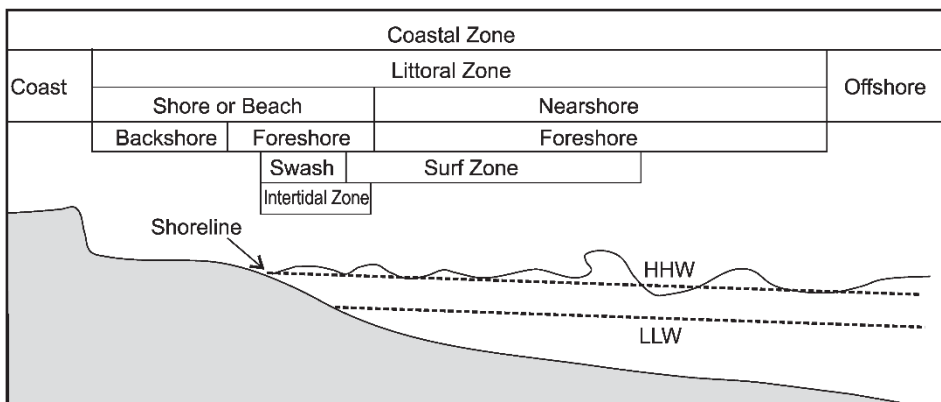 Coastal Zone
Coast
Littoral Zone
Offshore
Shore or Beach
Nearshore
Backshore
Foreshore
Foreshore
Swash
Surf Zone
Intertidal Zone
Shoreline
HHW
LLW